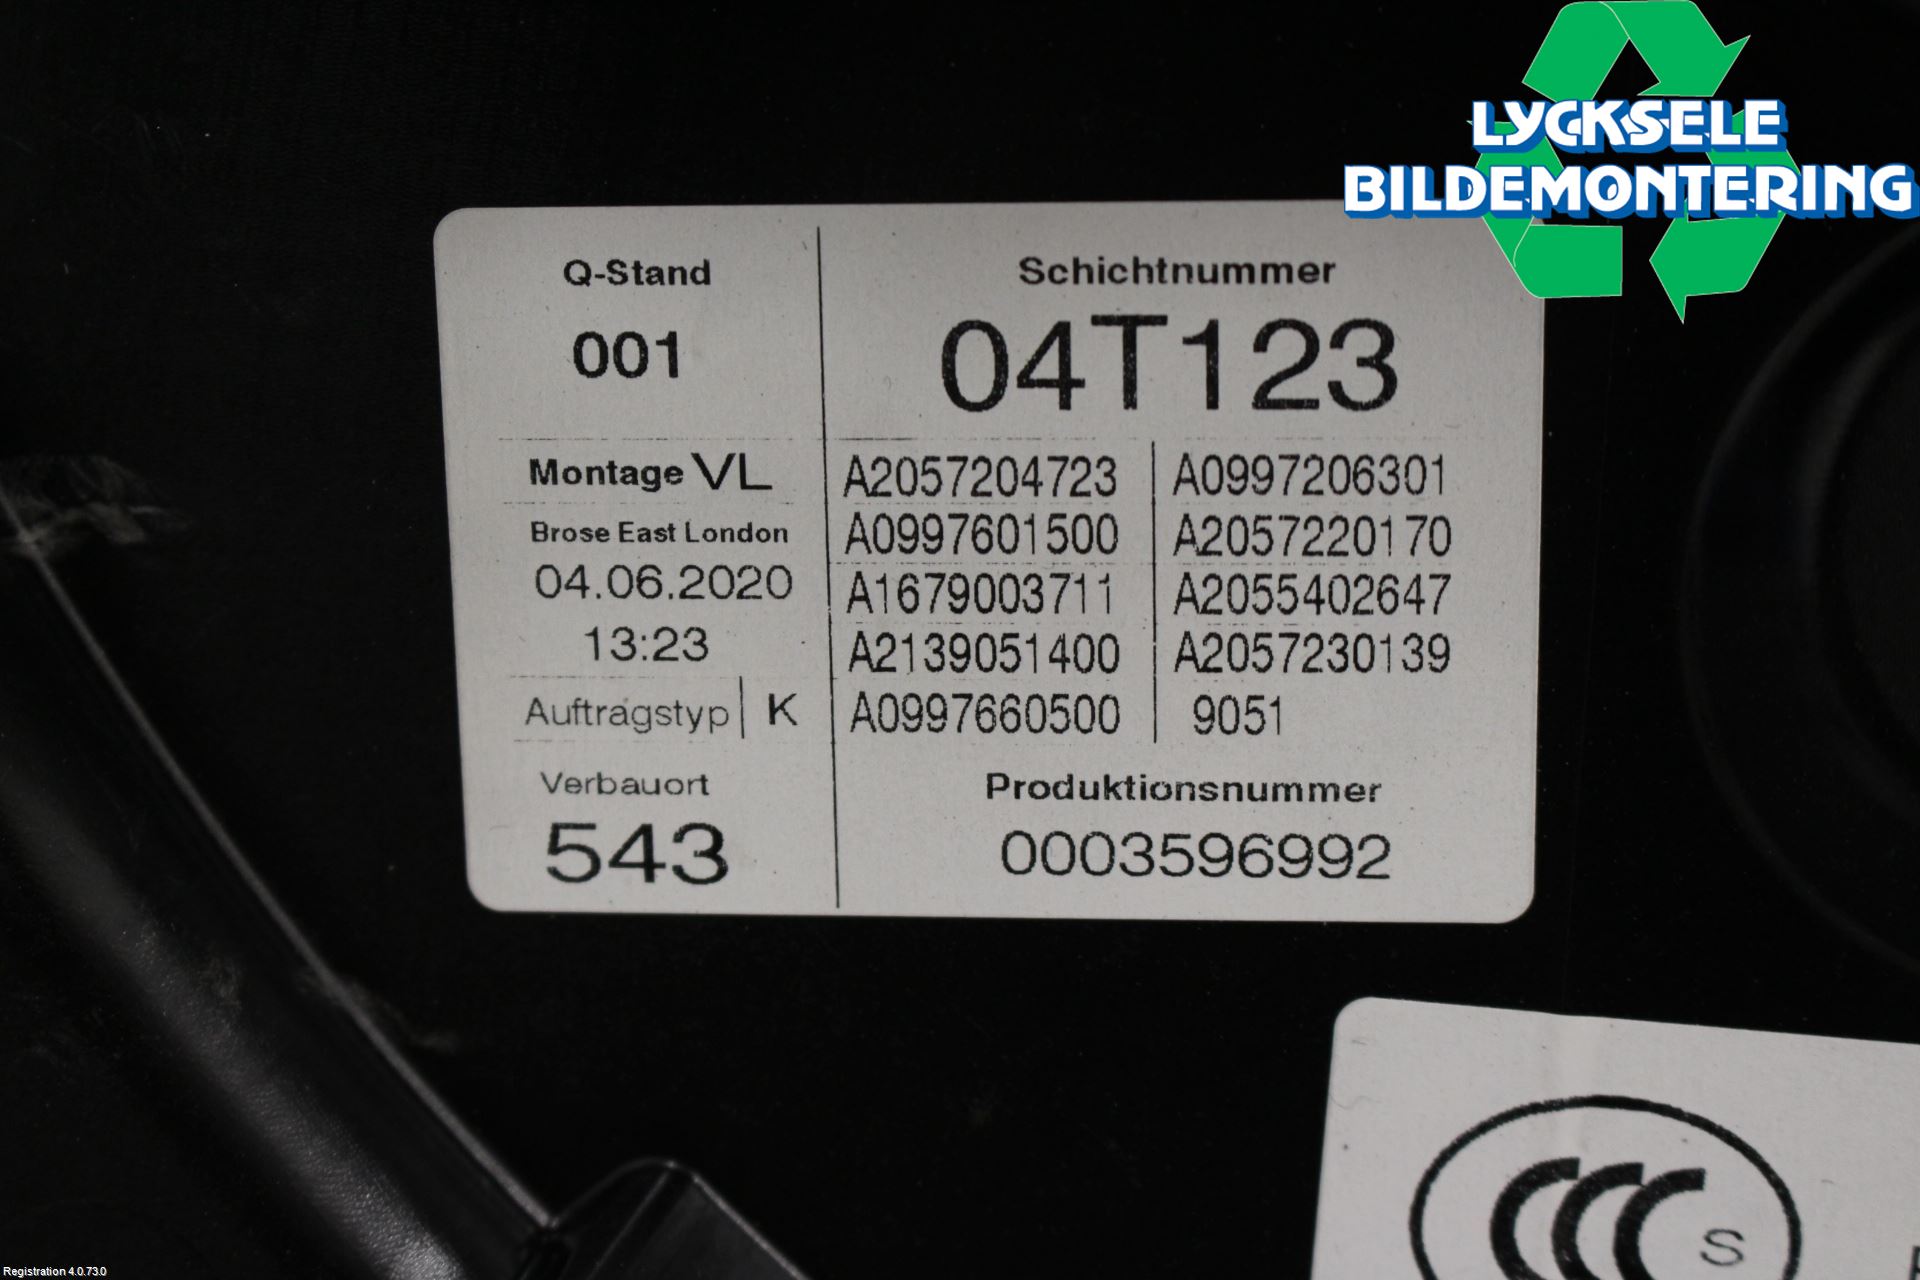 LYCKSELE
BILDEMONTERING
Q-Stand
001
Schichtnummer
04T123
Montage VL
Brose East London
04.06.2020
13:23
Auftragstyp K
Verbauort
543
A2057204723 A0997206301
A0997601500 A2057220170
A1679003711 A2055402647
A2139051400 A2057230139
A0997660500 9051
Produktionsnummer
0003596992
CCC S
Registration 4.0.73.0